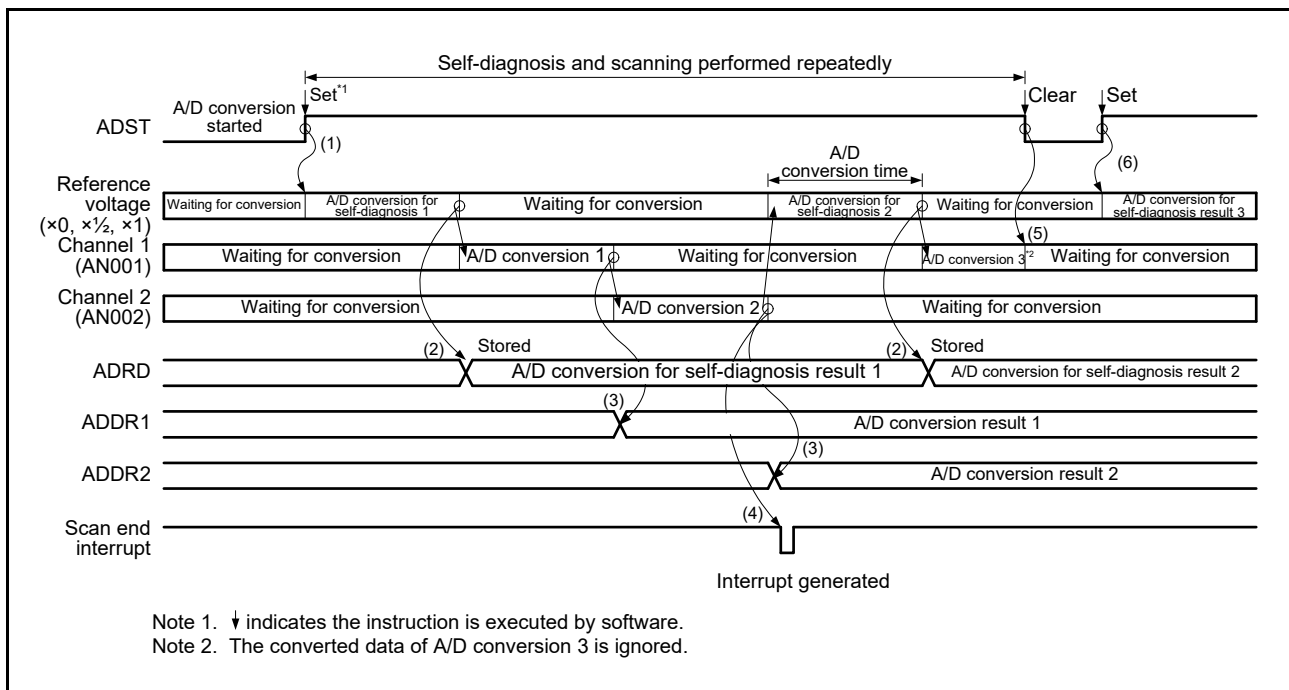 Self-diagnosis and scanning performed repeatedly
A/D conversion
started
Set*1
Clear
Set
ADST
(1)
A/D
conversion time
(6)
Reference
voltage
(×0, ×½, ×1)
Waiting for conversion
A/D conversion for
self-diagnosis 1
Waiting for conversion
A/D conversion for
self-diagnosis 2
Waiting for conversion
A/D conversion for
self-diagnosis result 3
(5)
Channel 1
(AN001)
Waiting for conversion
A/D conversion 1
Waiting for conversion
A/D conversion 3*2
Waiting for conversion
Channel 2
(AN002)
Waiting for conversion
A/D conversion 2
Waiting for conversion
(2)
Stored
(2)
Stored
ADRD
A/D conversion for self-diagnosis result 1
A/D conversion for self-diagnosis result 2
(3)
ADDR1
A/D conversion result 1
(3)
ADDR2
A/D conversion result 2
(4)
Scan end
interrupt
Interrupt generated
Note 1. ↓ indicates the instruction is executed by software.
Note 2. The converted data of A/D conversion 3 is ignored.